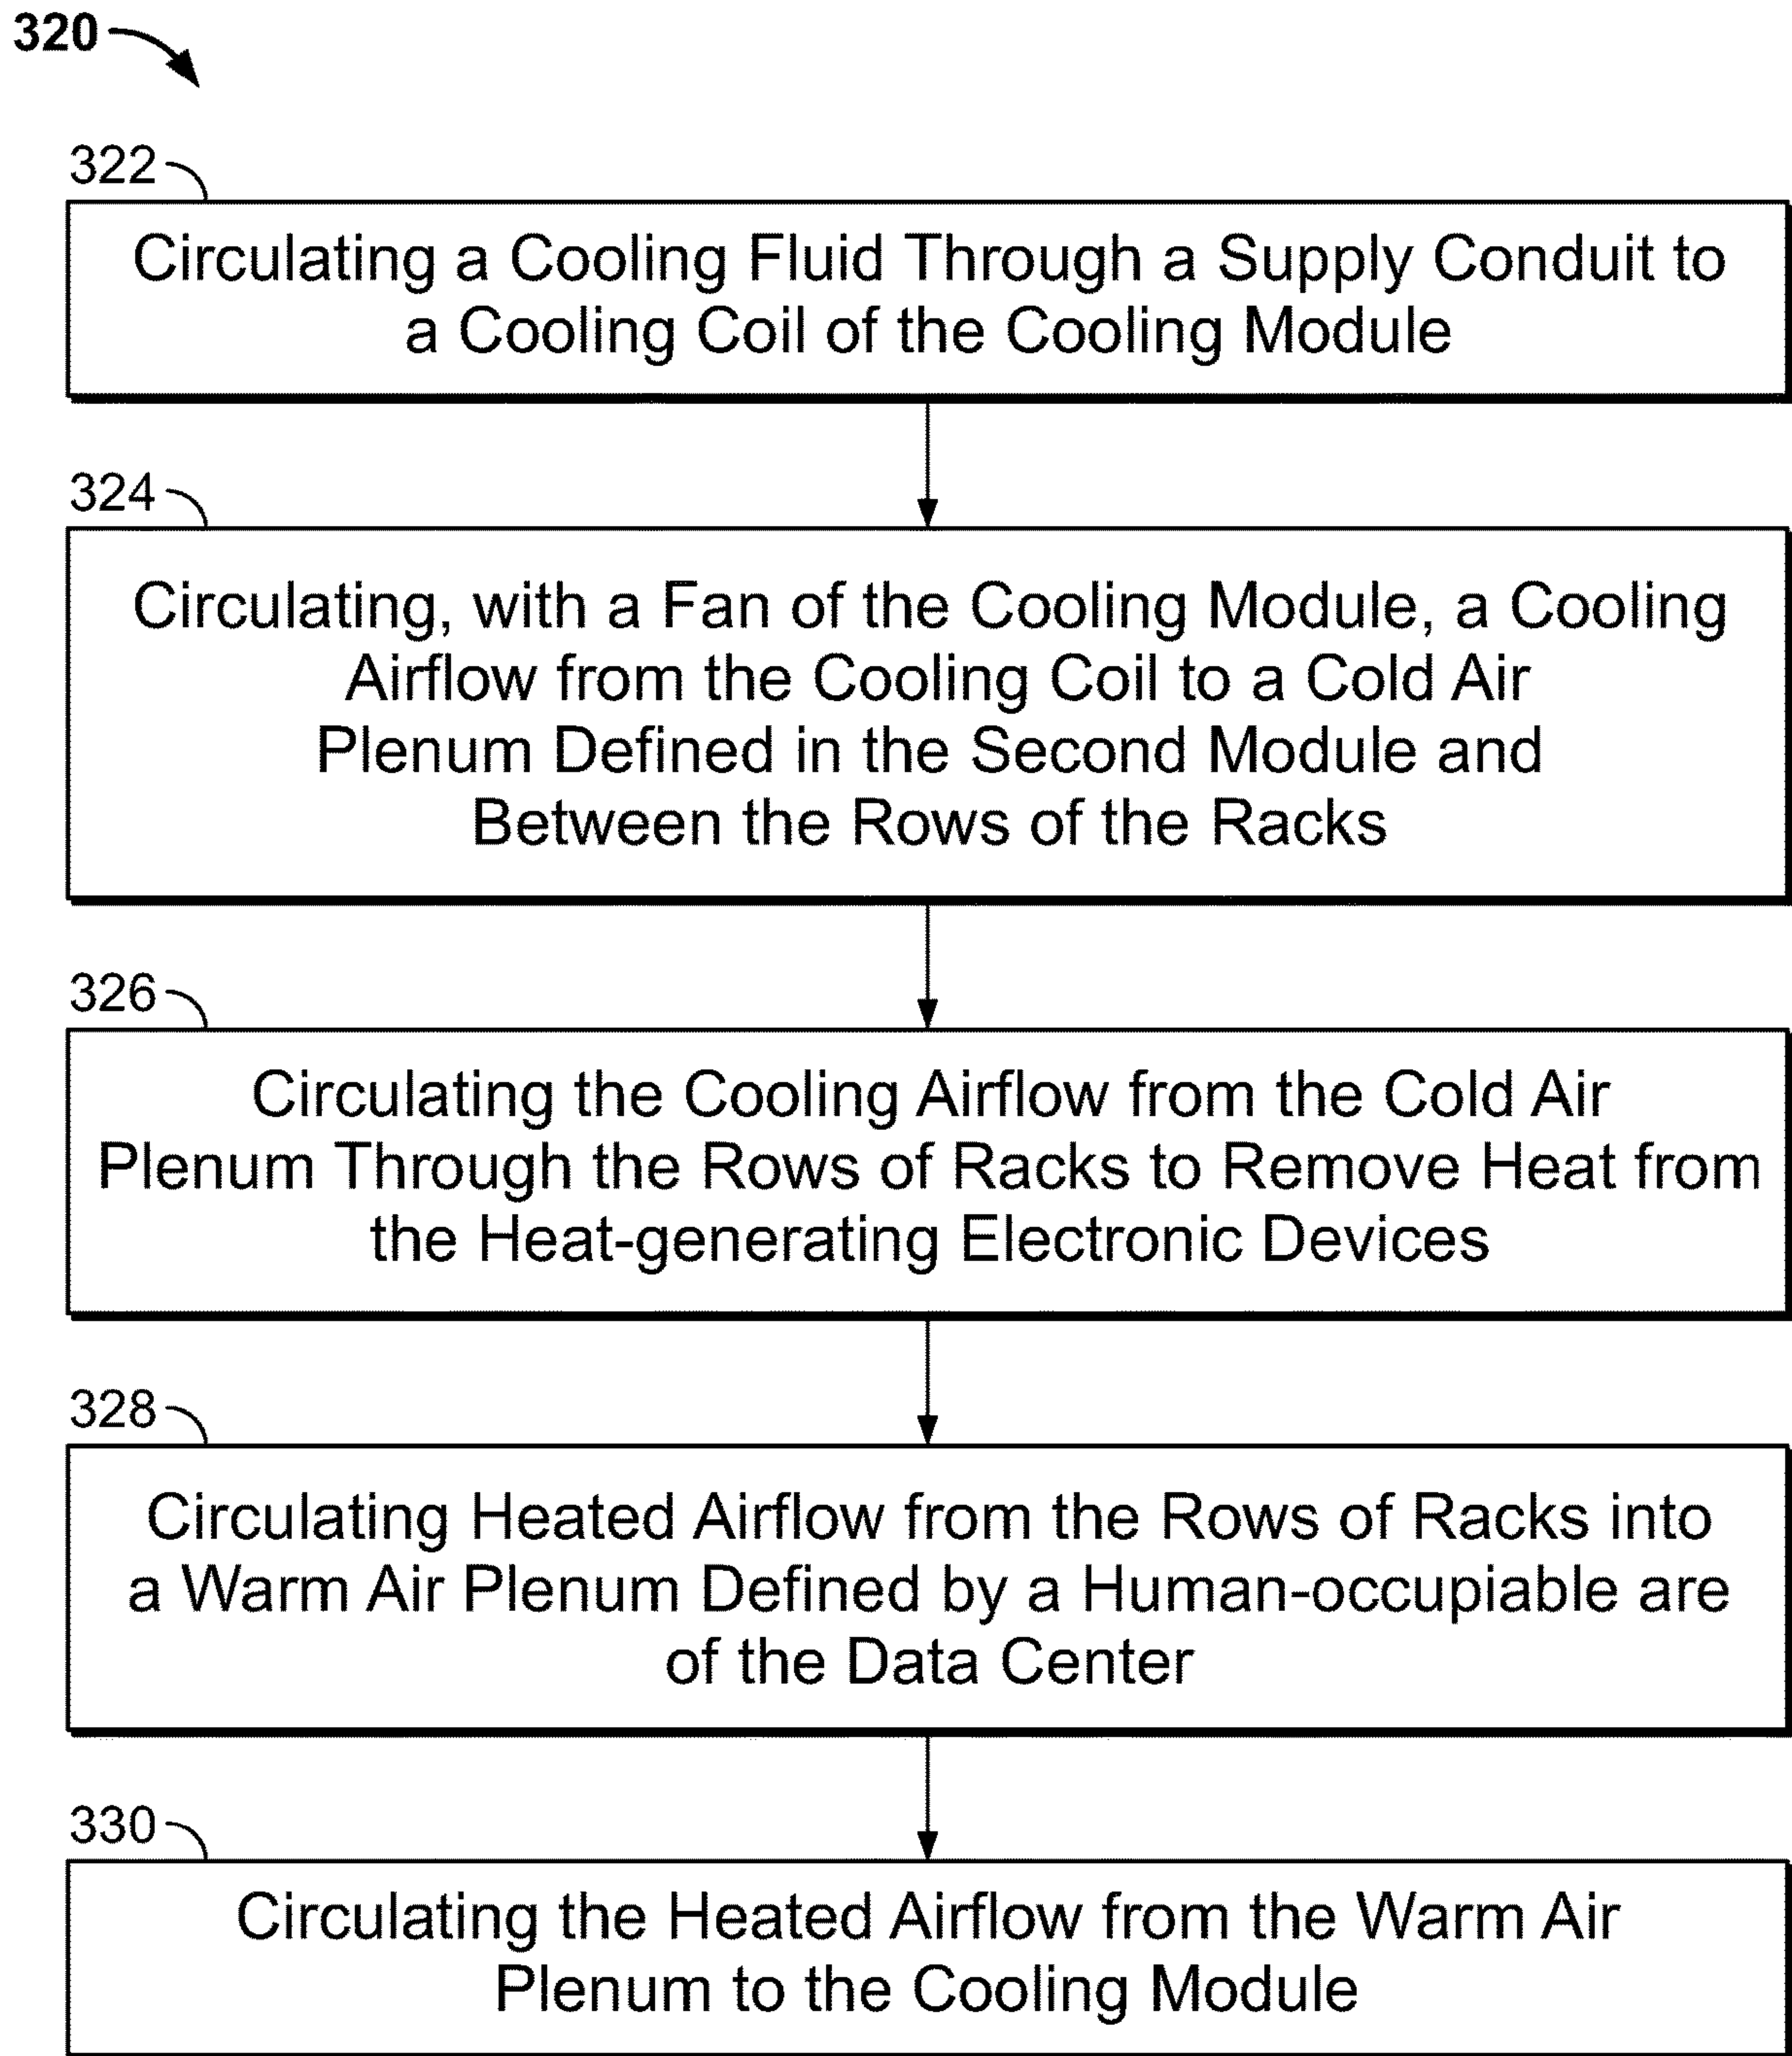 320
322
Circulating a Cooling Fluid Through a Supply Conduit to
a Cooling Coil of the Cooling Module
324
Circulating, with a Fan of the Cooling Module, a Cooling
Airflow from the Cooling Coil to a Cold Air
Plenum Defined in the Second Module and
Between the Rows of the Racks
326
Circulating the Cooling Airflow from the Cold Air
Plenum Through the Rows of Racks to Remove Heat from
the Heat-generating Electronic Devices
328
Circulating Heated Airflow from the Rows of Racks into
a Warm Air Plenum Defined by a Human-occupiable are
of the Data Center
330
Circulating the Heated Airflow from the Warm Air
Plenum to the Cooling Module